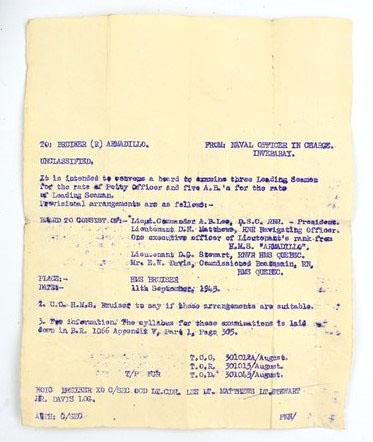 TO: BRUISER (R) ARMADILLO. FROM: NAVAL OFFICER IN CHARGE.
INVERARAY.
UNCLASSIFIED.
It is intended to convene a board to examine three Leading Seamen
for the rate of Petty Officer and five A.B.'s for the rate
of Leading Seaman.
Provisional arrangements are as follows:-
BOARD TO CONSIST OF:- Lieut.Commander A.B.Lee, D.S.C. RNR. - President.
Lieutenant D.N. Matthews, RNR Navigating Officer.
One executive officer of Lieutenant's rank from
H.M.S. "ARMADILLO".
Lieutenant D.G. Stewart, RNVR HMS QUEBEC.
Mr. E.W. Davis, Commissioned Boatswain, RN,
HMS QUEBEC.
PLACE:- HMS BRUISER
DATE:- 11th September, 1943.
2. C.O. H.M.S. Bruiser to say if these arrangements are suitable.
3. For information. The syllabus for these examinations is laid
down in B.R. 1066 Appendix V, Part 1, Page 305.
T.O.O. 301012A/August.
T.O.R. 301015/August.
T/P FOR T.O.D. 301045/August.
NOIC BRUISER XO C/SEC OOD LT.CDR. LEE LT. MATTHEWS LT.STEWART
MR. DAVIS LOG.
AUTH: C/SEC